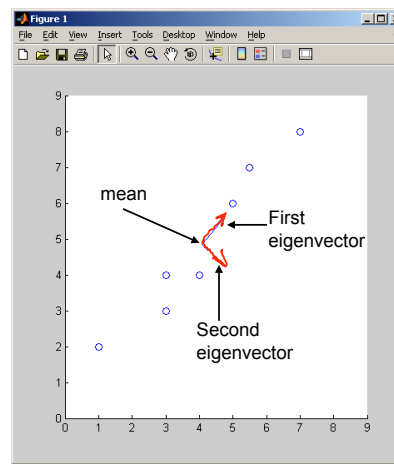 Figure 1
File Edit View Insert Tools Desktop Window Help
9
8
7
6
5
4
3
2
1
0
0 1 2 3 4 5 6 7 8 9
mean
First
eigenvector
Second
eigenvector